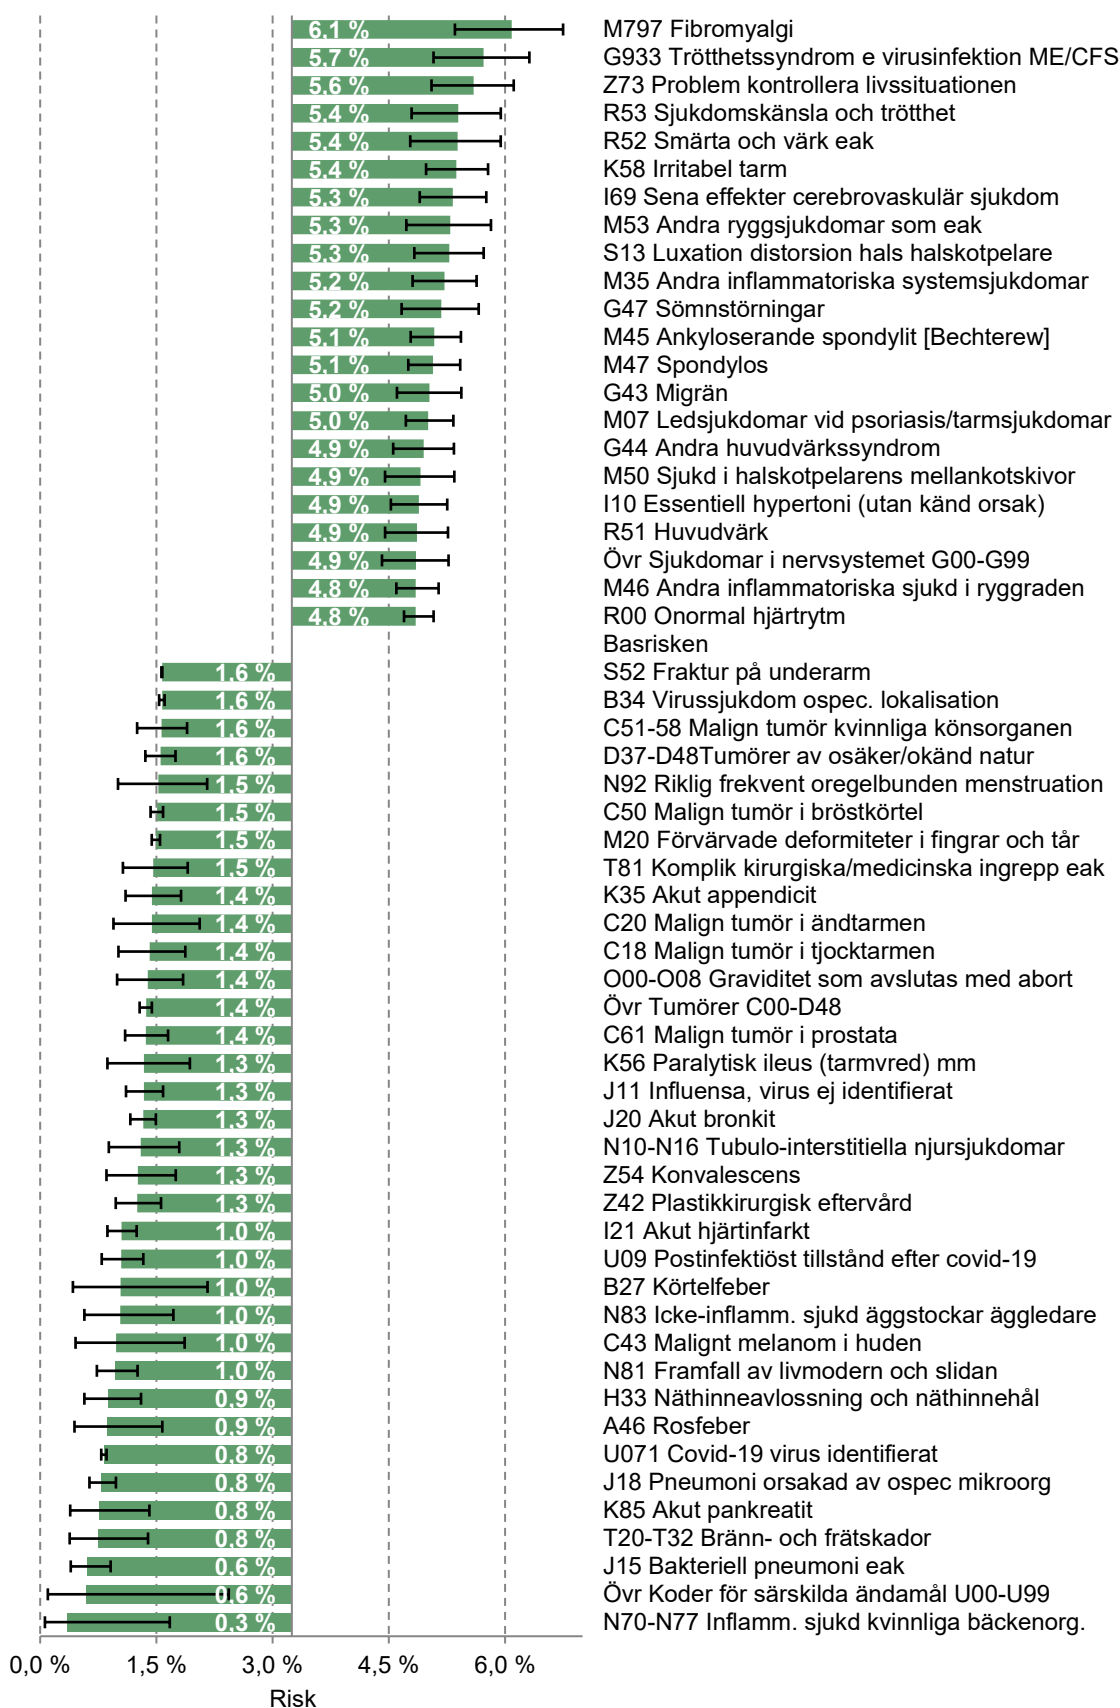 6,1 % M797 Fibromyalgi
5,7 % G933 Trötthetssyndrom e virusinfektion ME/CFS
5,6 % Z73 Problem kontrollera livssituationen
5,4 % R53 Sjukdomskänsla och trötthet
5,4 % R52 Smärta och värk eak
5,4 % K58 Irritabel tarm
5,3 % I69 Sena effekter cerebrovaskulär sjukdom
5,3 % M53 Andra ryggsjukdomar som eak
5,3 % S13 Luxation distorsion hals halskotpelare
5,2 % M35 Andra inflammatoriska systemsjukdomar
5,2 % G47 Sömnstörningar
5,1 % M45 Ankyloserande spondylit [Bechterew]
5,1 % M47 Spondylos
5,0 % G43 Migrän
5,0 % M07 Ledsjukdomar vid psoriasis/tarmsjukdomar
4,9 % G44 Andra huvudvärkssyndrom
4,9 % M50 Sjukd i halskotpelarens mellankotskivor
4,9 % I10 Essentiell hypertoni (utan känd orsak)
4,9 % R51 Huvudvärk
4,9 % Övr Sjukdomar i nervsystemet G00-G99
4,8 % M46 Andra inflammatoriska sjukd i ryggraden
4,8 % R00 Onormal hjärtrytm
Basrisken
1,6 % S52 Fraktur på underarm
1,6 % B34 Virussjukdom ospec. lokalisation
1,6 % C51-58 Malign tumör kvinnliga könsorganen
1,6 % D37-D48Tumörer av osäker/okänd natur
1,5 % N92 Riklig frekvent oregelbunden menstruation
1,5 % C50 Malign tumör i bröstkörtel
1,5 % M20 Förvärvade deformiteter i fingrar och tår
1,5 % T81 Komplik kirurgiska/medicinska ingrepp eak
1,4 % K35 Akut appendicit
1,4 % C20 Malign tumör i ändtarmen
1,4 % C18 Malign tumör i tjocktarmen
1,4 % O00-O08 Graviditet som avslutas med abort
1,4 % Övr Tumörer C00-D48
1,4 % C61 Malign tumör i prostata
1,3 % K56 Paralytisk ileus (tarmvred) mm
1,3 % J11 Influensa, virus ej identifierat
1,3 % J20 Akut bronkit
1,3 % N10-N16 Tubulo-interstitiella njursjukdomar
1,3 % Z54 Konvalescens
1,3 % Z42 Plastikkirurgisk eftervård
1,0 % I21 Akut hjärtinfarkt
1,0 % U09 Postinfektiöst tillstånd efter covid-19
1,0 % B27 Körtelfeber
1,0 % N83 Icke-inflamm. sjukd äggstockar äggledare
1,0 % C43 Malignt melanom i huden
1,0 % N81 Framfall av livmodern och slidan
0,9 % H33 Näthinneavlossning och näthinnehål
0,9 % A46 Rosfeber
0,8 % U071 Covid-19 virus identifierat
0,8 % J18 Pneumoni orsakad av ospec mikroorg
0,8 % K85 Akut pankreatit
0,8 % T20-T32 Bränn- och frätskador
0,6 % J15 Bakteriell pneumoni eak
0,6 % Övr Koder för särskilda ändamål U00-U99
0,3 % N70-N77 Inflamm. sjukd kvinnliga bäckenorg.
0,0 % 1,5 % 3,0 % 4,5 % 6,0 %
Risk